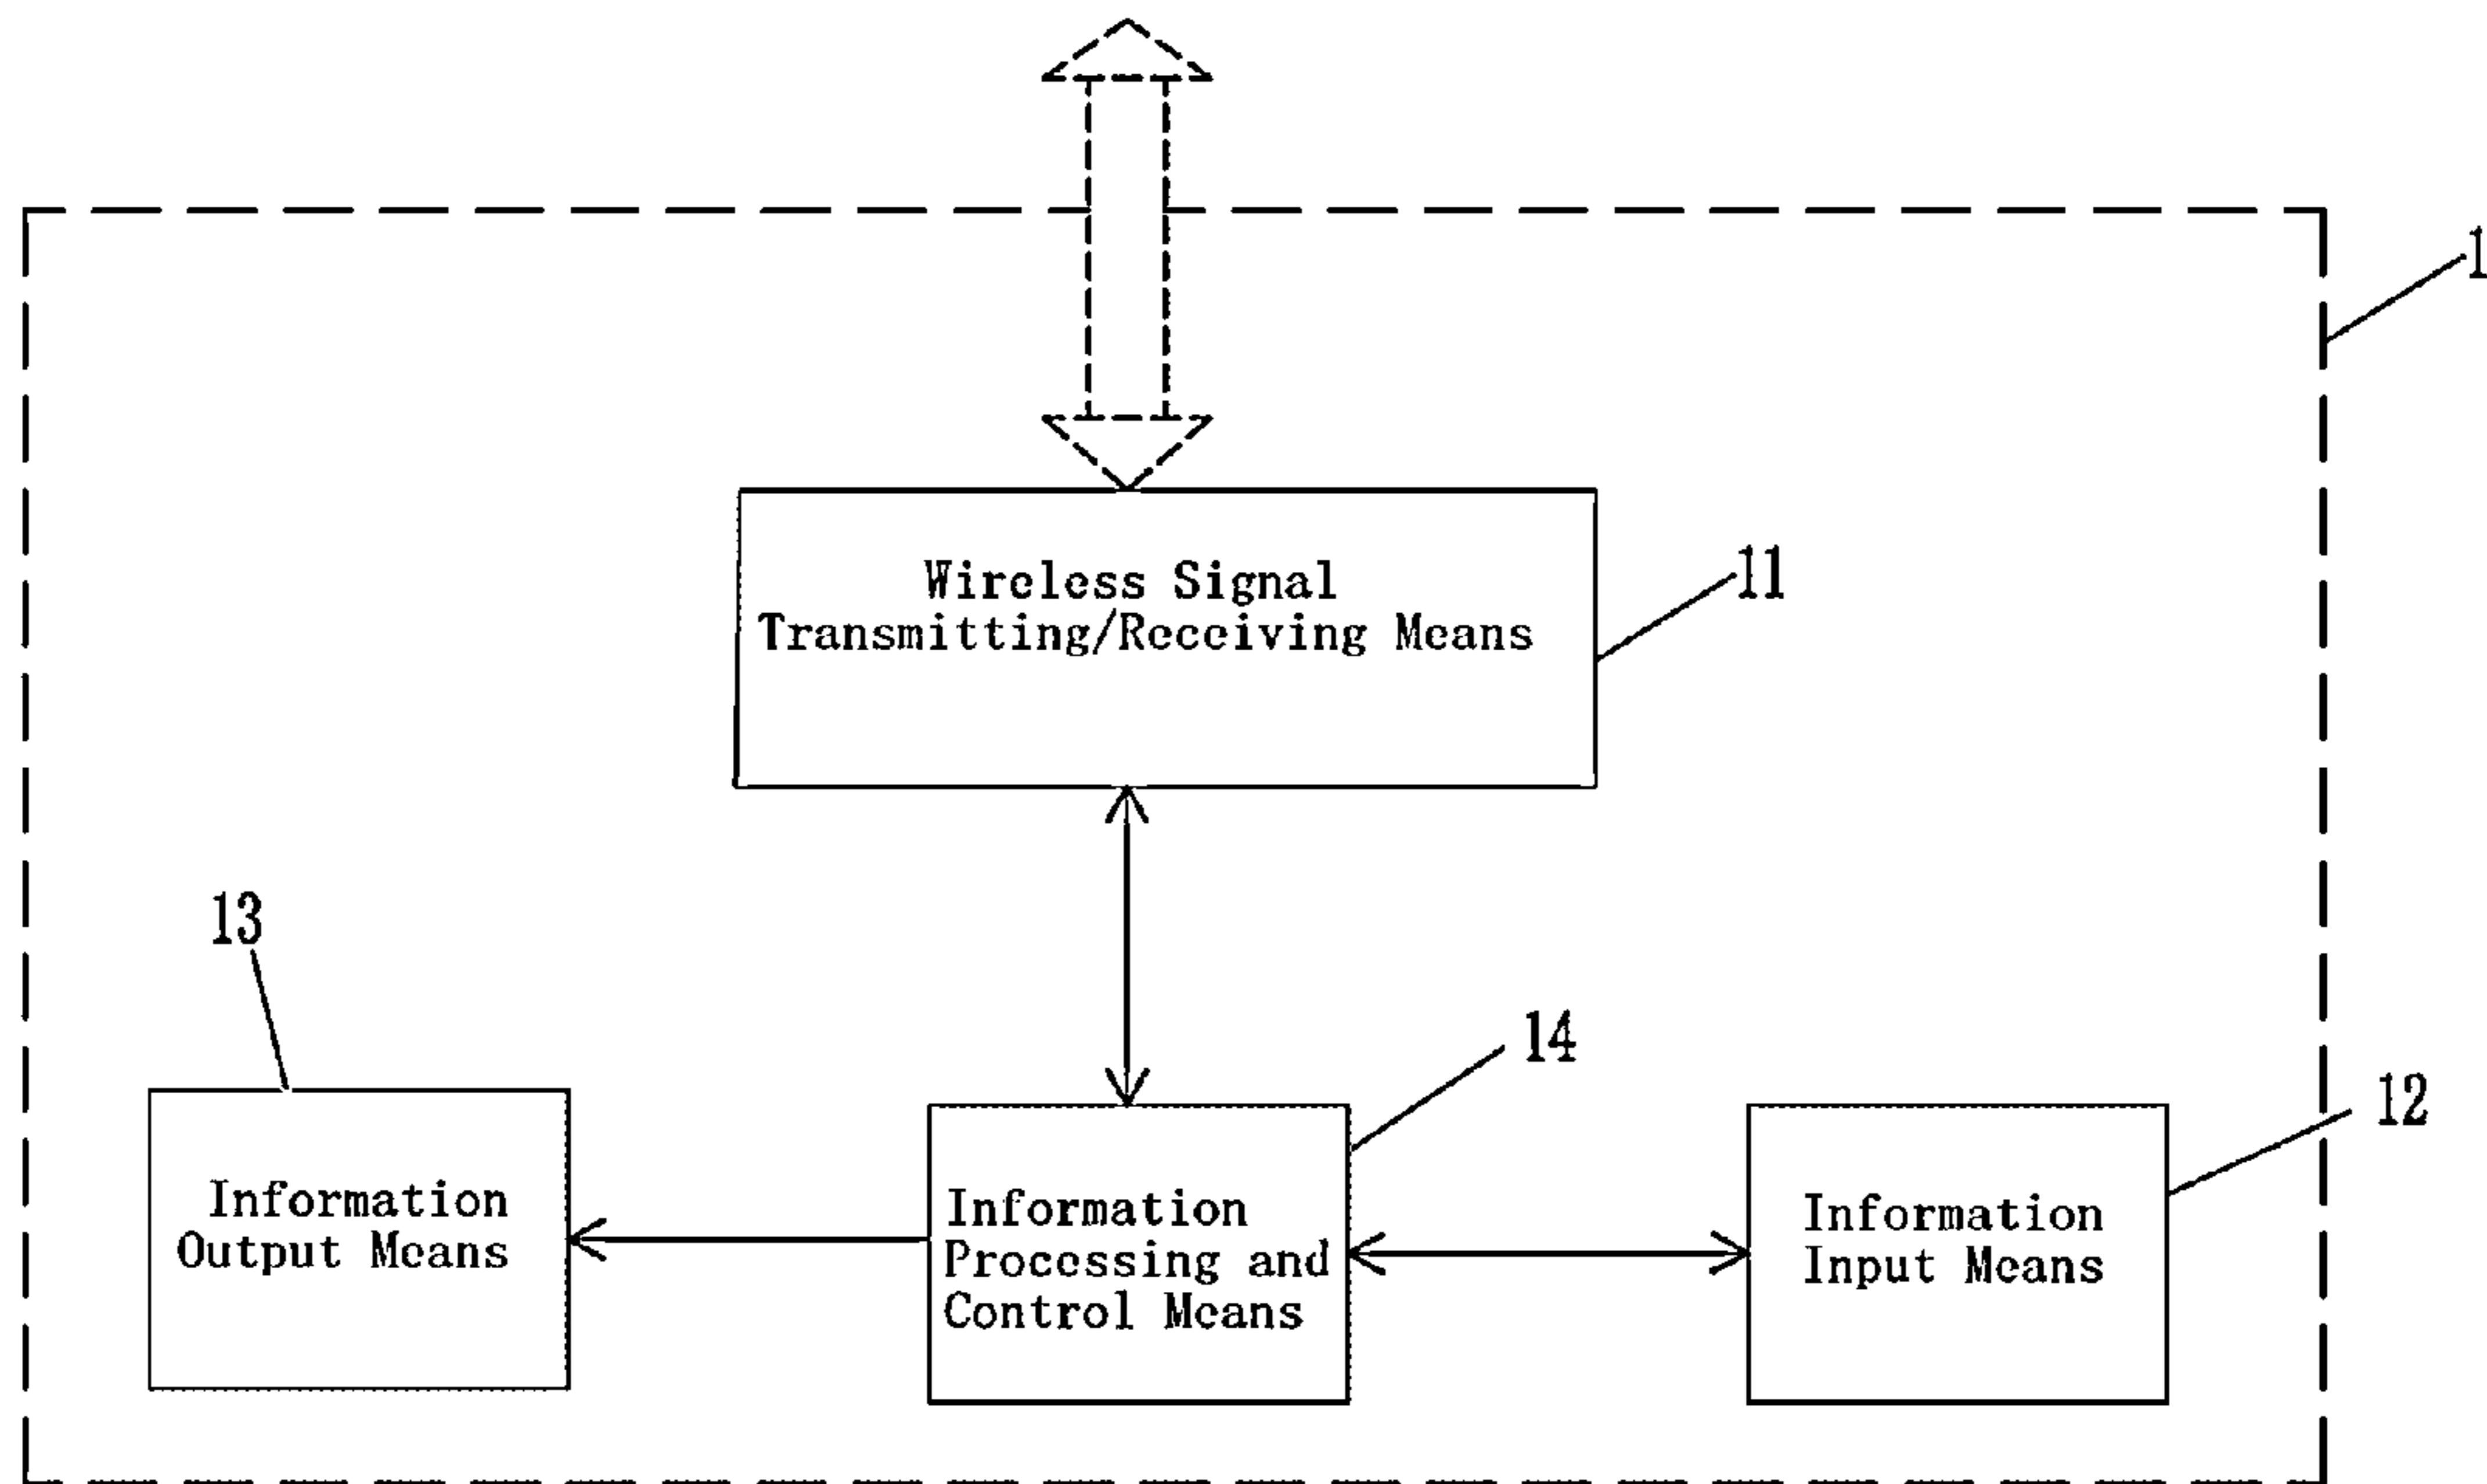 1
Wireless Signal
Transmitting/Receiving Means
11
13
14
12
Information
Output Means
Information
Processing and
Control Means
Information
Input Means